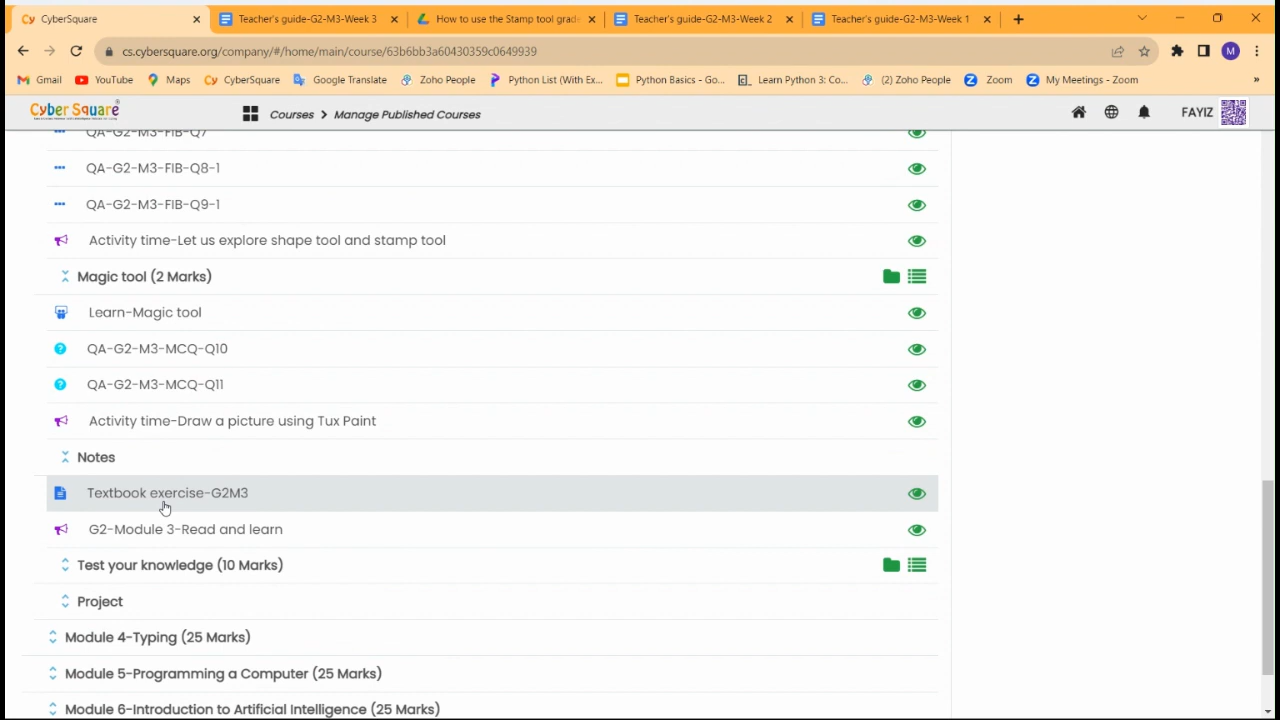 CyberSquare
Teacher's guide-G2-M3-Week 3
How to use the Stamp tool grad
Teacher's guide-G2-M3-Week 2
Teacher's guide-G2-M3-Week 1
cs.cybersquare.org/company/#/home/main/course/63b6bb3a60430359c0649939
M
Gmail
YouTube
Maps
CyberSquare
Google Translate
Zoho People
Python List (With Ex...
Python Basics - Go...
Learn Python 3: Co...
(2) Zoho People
Zoom
My Meetings - Zoom
»
Cyber Square
Courses > Manage Published Courses
FAYIZ
QA-G2-M3-FIB-Q7
QA-G2-M3-FIB-Q8-1
QA-G2-M3-FIB-Q9-1
Activity time-Let us explore shape tool and stamp tool
Magic tool (2 Marks)
Learn-Magic tool
QA-G2-M3-MCQ-Q10
QA-G2-M3-MCQ-Q11
Activity time-Draw a picture using Tux Paint
Notes
Textbook exercise-G2M3
G2-Module 3-Read and learn
Test your knowledge (10 Marks)
Project
Module 4-Typing (25 Marks)
Module 5-Programming a Computer (25 Marks)
Module 6-Introduction to Artificial Intelligence (25 Marks)